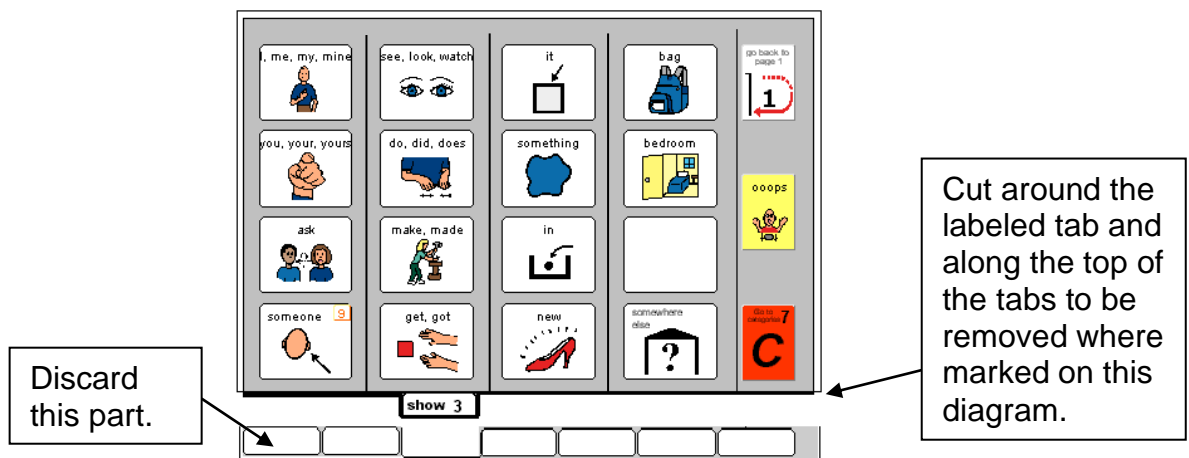 I, me, my, mine
see, look, watch
it
bag
go back to
page 1
1
you, your, yours
do, did, does
something
bedroom
ooops
ask
make, made
in
someone 9
get, got
new
somewhere
else
?
Go to
categories 7
C
show 3
Discard
this part.
Cut around the
labeled tab and
along the top of
the tabs to be
removed where
marked on this
diagram.